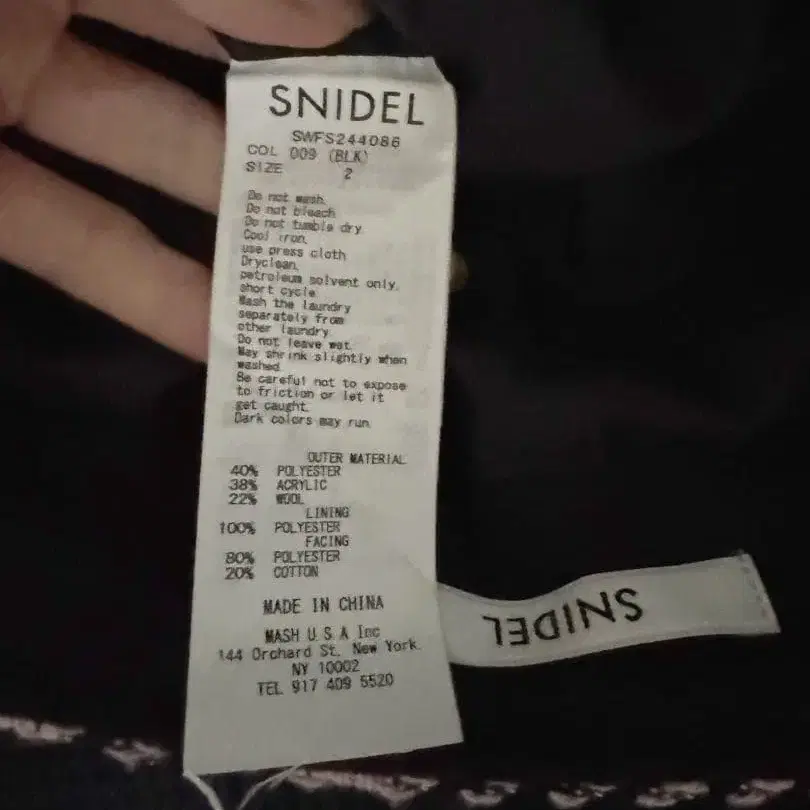 SNIDEL
SWFS244086
COL 009 (BLK)
SIZE 2
Do not wash.
Do not bleach
Do not tumble dry
Cool iron.
use press cloth
Dryclean.
petroleum solvent only.
short cycle
Wash the laundry
separately from
other laundry.
Do not leave wet.
May shrink slightly when
washed.
Be careful not to expose
to friction or let it
get caught.
Dark colors may run.
OUTER MATERIAL
40% POLYESTER
38% ACRYLIC
22% WOOL
LINING
100% POLYESTER
FACING
80% POLYESTER
20% COTTON
MADE IN CHINA
MASH U.S.A Inc
144 Orchard St. New York.
NY 10002
TEL 917 409 5520
SNIDEL